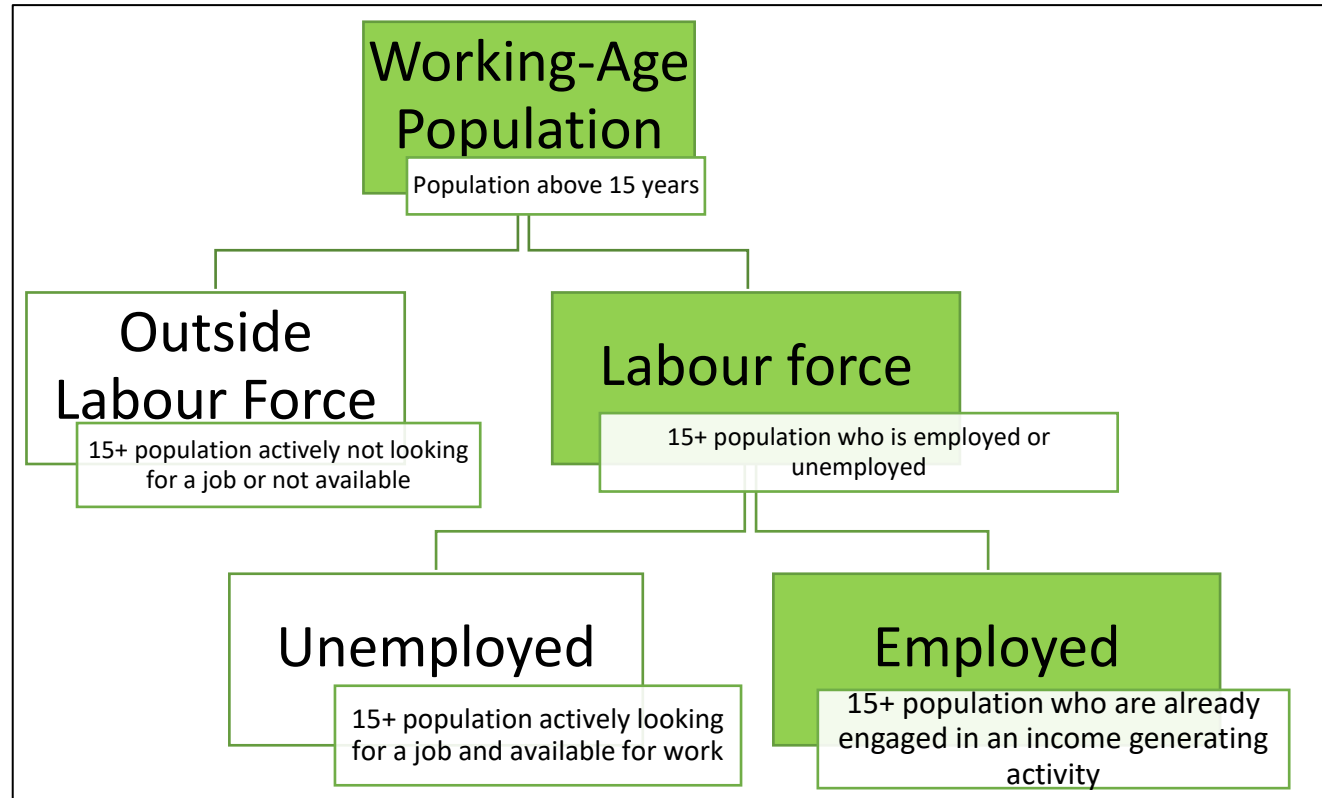 Working-Age
Population
Population above 15 years
Outside
Labour Force
15+ population actively not looking
for a job or not available
Labour force
15+ population who is employed or
unemployed
Unemployed
15+ population actively looking
for a job and available for work
Employed
15+ population who are already
engaged in an income generating
activity